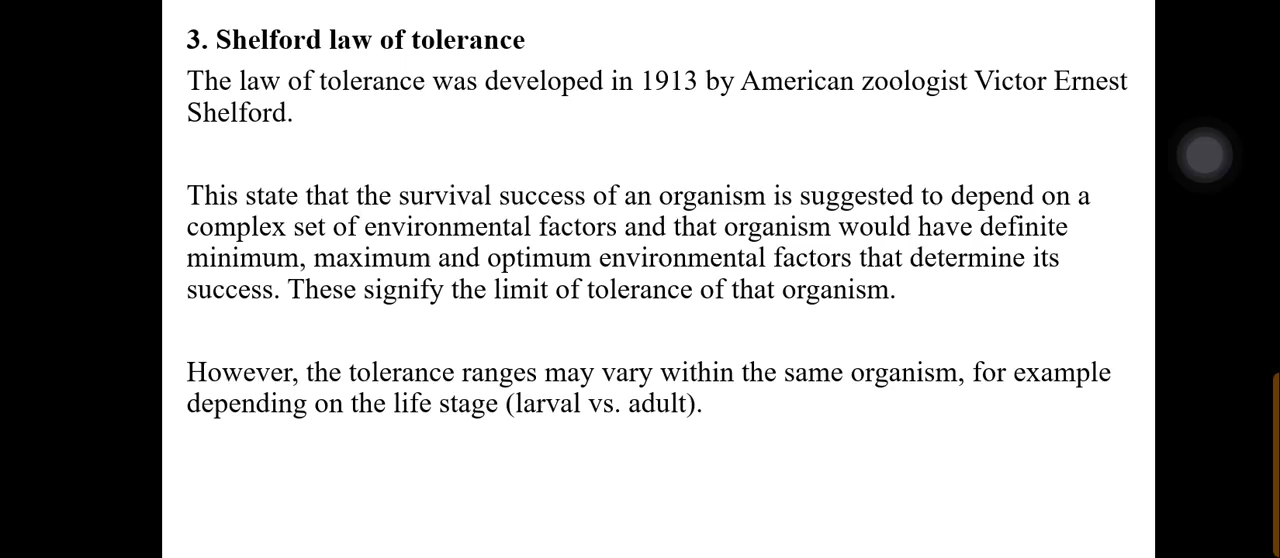 3. Shelford law of tolerance
The law of tolerance was developed in 1913 by American zoologist Victor Ernest
Shelford.
This state that the survival success of an organism is suggested to depend on a
complex set of environmental factors and that organism would have definite
minimum, maximum and optimum environmental factors that determine its
success. These signify the limit of tolerance of that organism.
However, the tolerance ranges may vary within the same organism, for example
depending on the life stage (larval vs. adult).